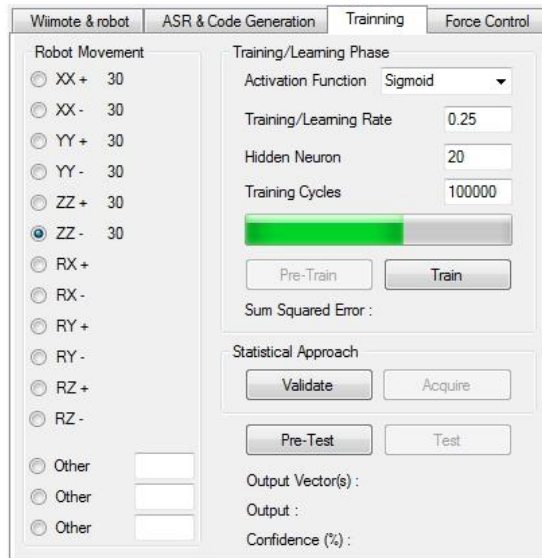 Wiimote & robot ASR & Code Generation Trainning Force Control
Robot Movement
XX + 30
XX - 30
YY + 30
YY - 30
ZZ + 30
ZZ - 30
RX +
RX -
RY +
RY -
RZ +
RZ -
Other
Other
Other
Training/Learning Phase
Activation Function Sigmoid
Training/Learning Rate 0.25
Hidden Neuron 20
Training Cycles 100000
Pre-Train Train
Sum Squared Error :
Statistical Approach
Validate Acquire
Pre-Test Test
Output Vector(s) :
Output :
Confidence (%) :